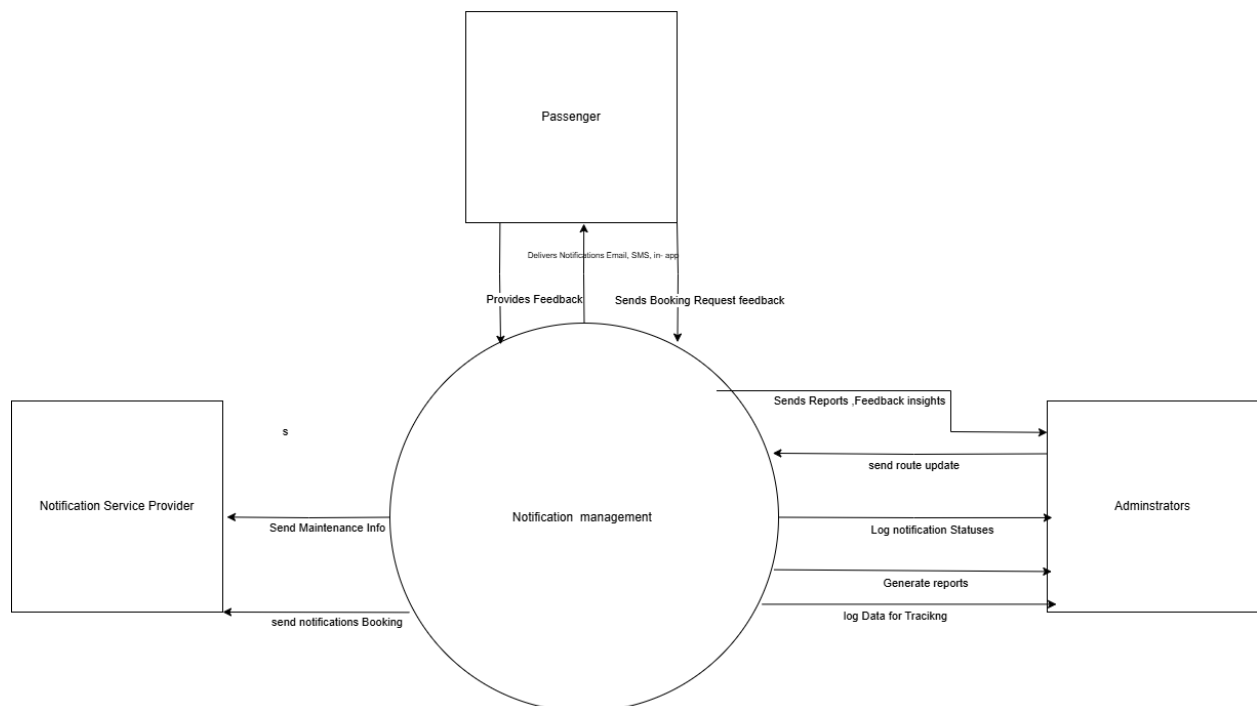 Passenger
Delivers Notifications Email, SMS, in- app
Provides Feedback
Sends Booking Request feedback
Sends Reports ,Feedback insights
s
send route update
Notification Service Provider
Notification  management
Adminstrators
Send Maintenance Info
Log notification Statuses
Generate reports
send notifications Booking
log Data for Tracikng